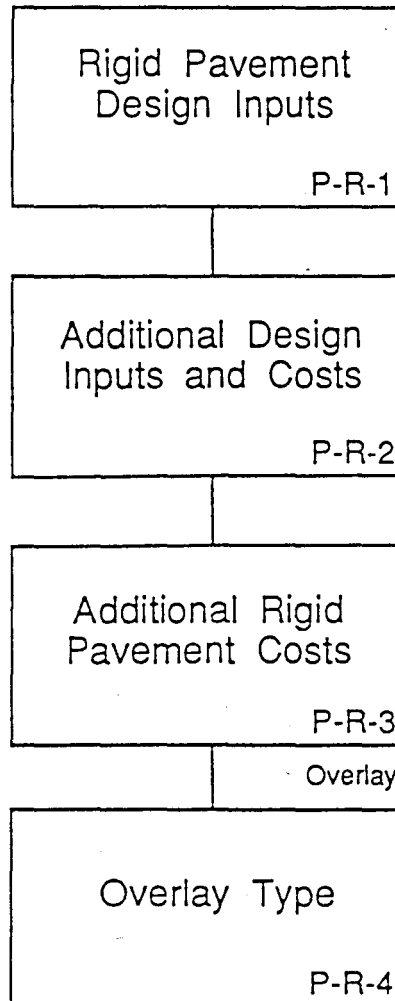 Rigid Pavement
Design Inputs
P-R-1
Additional Design
Inputs and Costs
P-R-2
Additional Rigid
Pavement Costs
P-R-3
Overlay
Overlay Type
P-R-4